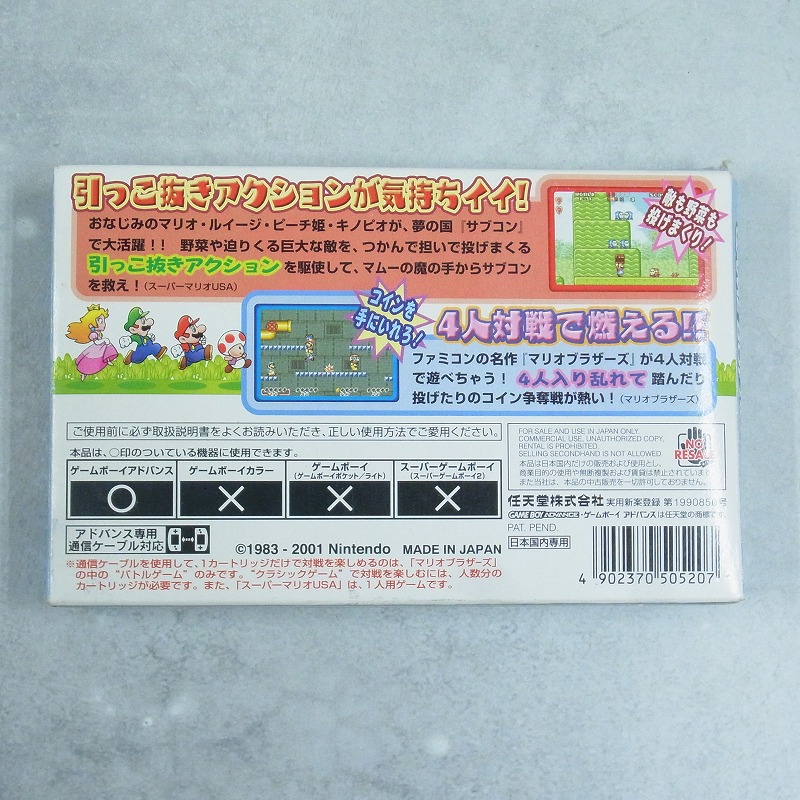 引っこ抜きアクションが気持ちイイ!
おなじみのマリオ・ルイージ・ピーチ姫・キノピオが、夢の国『サブコン』
で大活躍!! 野菜や迫りくる巨大な敵を、つかんで担いで投げまくる
引っこ抜きアクションを駆使して、マムーの魔の手からサブコン
を救え!(スーパーマリオUSA)
敵も野菜も
投げまくり!
コインを
手にいれろ!
4人対戦で燃える!!
ファミコンの名作『マリオブラザーズ』が4人対戦
で遊べちゃう! 4人入り乱れて踏んだり
投げたりのコイン争奪戦が熱い!(マリオブラザーズ)
ご使用前に必ず取扱説明書をよくお読みいただき、正しい使用方法でご愛用ください。
本品は、○印のついている機器に使用できます。
ゲームボーイアドバンス
ゲームボーイカラー
ゲームボーイ
(ゲームボーイポケット/ライト)
スーパーゲームボーイ
(スーパーゲームボーイ2)
○ × × ×
アドバンス専用
通信ケーブル対応
©1983 - 2001 Nintendo MADE IN JAPAN
※通信ケーブルを使用して、1カートリッジだけで対戦を楽しめるのは、「マリオブラザーズ」
の中の"バトルゲーム"のみです。"クラシックゲーム"で対戦を楽しむには、人数分の
カートリッジが必要です。また、「スーパーマリオUSA」は、1人用ゲームです。
FOR SALE AND USE IN JAPAN ONLY.
COMMERCIAL USE, UNAUTHORIZED COPY,
RENTAL IS PROHIBITED.
SELLING SECONDHAND IS NOT ALLOWED.
本品は日本国内だけの販売および使用とし、
商業目的の使用や無断複製および賃貸は禁止されています。
また当社は、本品の中古販売を一切許可しておりません。
NO
RESALE
任天堂株式会社 実用新案登録 第1990850号
GAME BOY ADVANCE・ゲームボーイ アドバンスは任天堂の商標です。
PAT. PEND.
日本国内専用
4 902370 505207